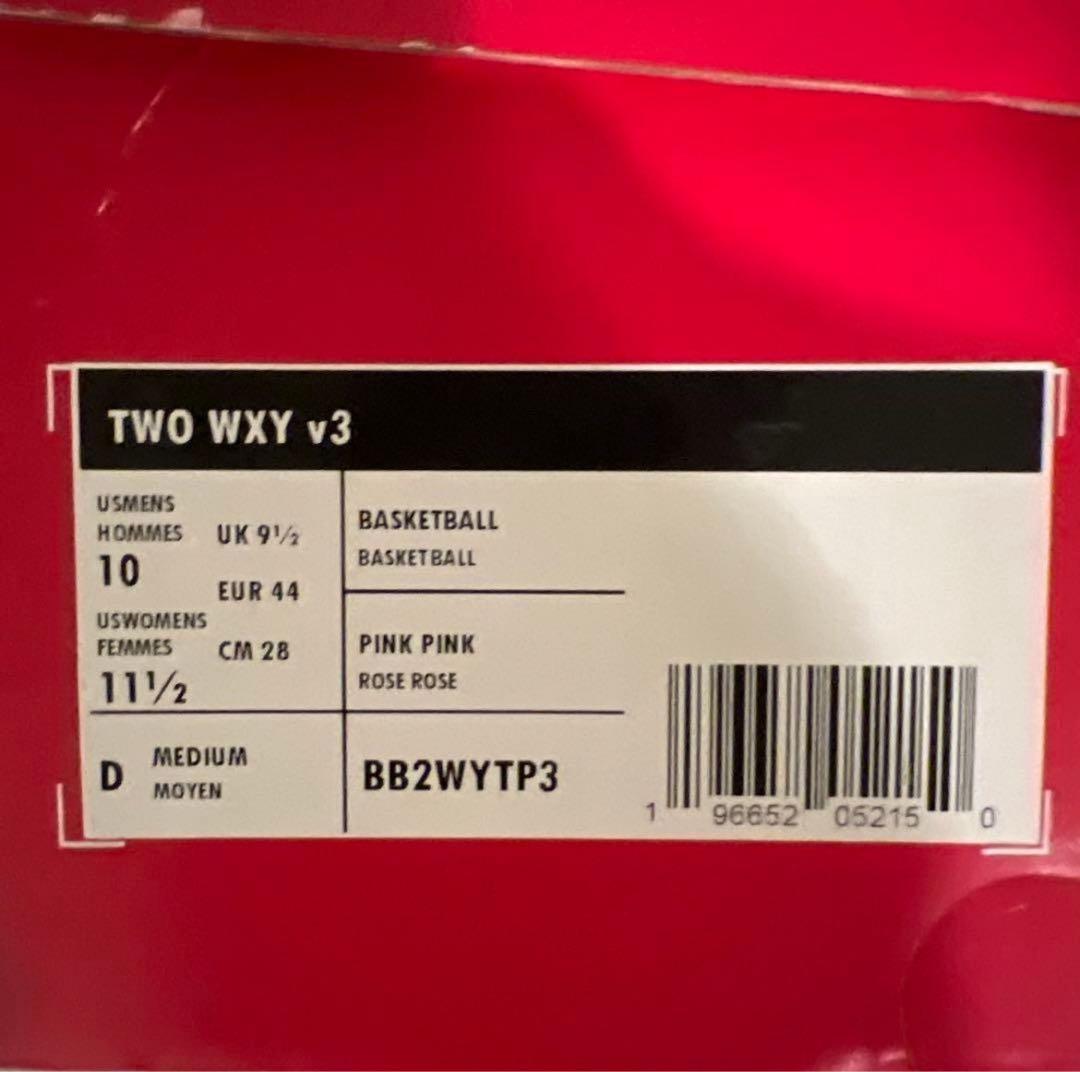 TWO WXY v3
USMENS
HOMMES
10
UK 9½
EUR 44
CM 28
USWOMENS
FEMMES
11½
D MEDIUM
MOYEN
BASKETBALL
BASKETBALL
PINK PINK
ROSE ROSE
BB2WYTP3
1 96652 05215 0